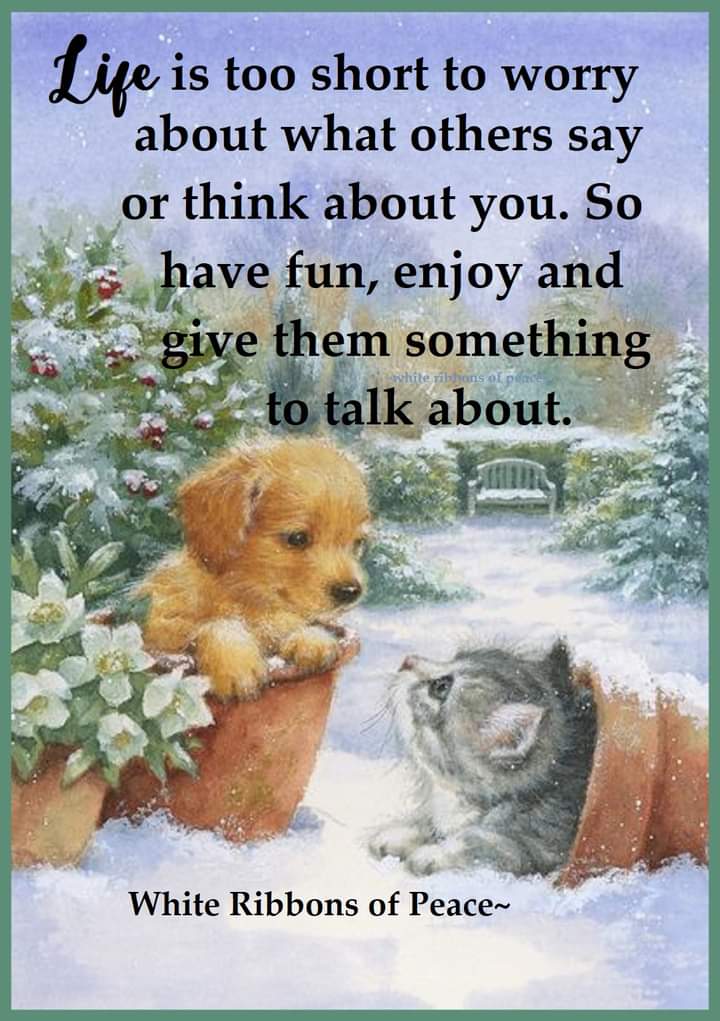 Life is too short to worry
about what others say
or think about you. So
have fun, enjoy and
give them something
white ribbons of peace~
to talk about.
White Ribbons of Peace~